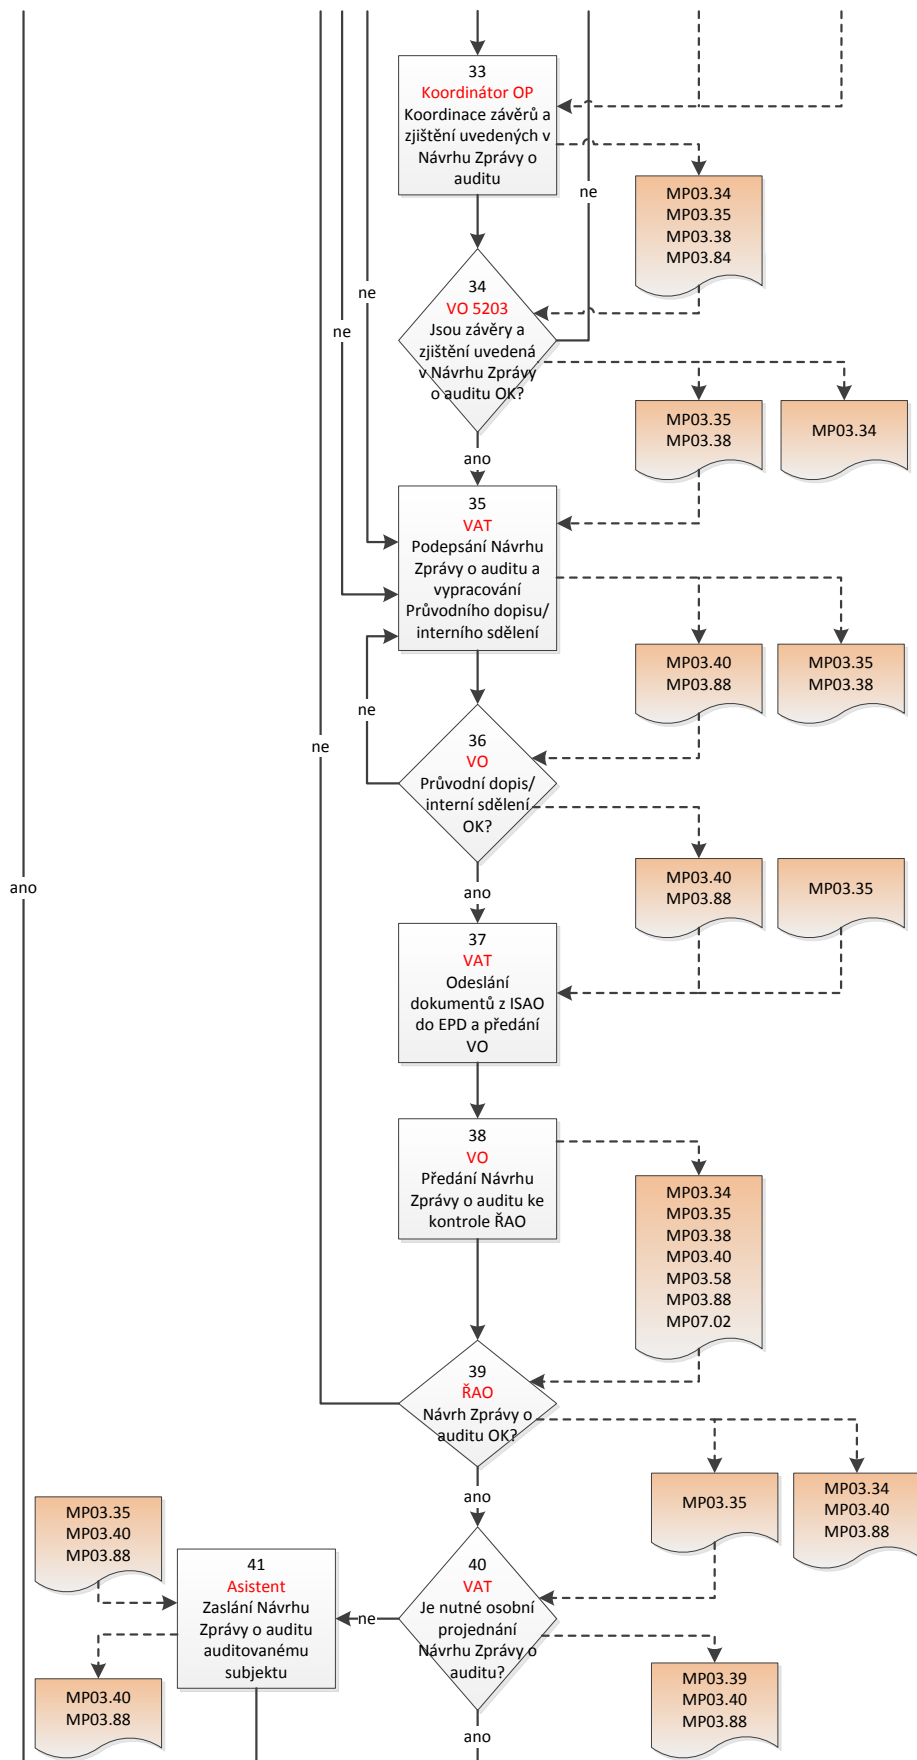 33
Koordinátor OP
Koordinace závěrů a
zjištění uvedených v
Návrhu Zprávy o
auditu
ne
MP03.34
MP03.35
MP03.38
MP03.84
34
VO 5203
Jsou závěry a
zjištění uvedená
v Návrhu Zprávy
o auditu OK?
ne
ne
MP03.35
MP03.38
MP03.34
ano
35
VAT
Podepsání Návrhu
Zprávy o auditu a
vypracování
Průvodního dopisu/
interního sdělení
MP03.40
MP03.88
MP03.35
MP03.38
ne
ne
36
VO
Průvodní dopis/
interní sdělení
OK?
MP03.40
MP03.88
MP03.35
ano
ano
37
VAT
Odeslání
dokumentů z ISAO
do EPD a předání
VO
38
VO
Předání Návrhu
Zprávy o auditu ke
kontrole ŘAO
MP03.34
MP03.35
MP03.38
MP03.40
MP03.58
MP03.88
MP07.02
39
ŘAO
Návrh Zprávy o
auditu OK?
ano
MP03.35
MP03.34
MP03.40
MP03.88
MP03.35
MP03.40
MP03.88
41
Asistent
Zaslání Návrhu
Zprávy o auditu
auditovanému
subjektu
ne
40
VAT
Je nutné osobní
projednání
Návrhu Zprávy o
auditu?
MP03.40
MP03.88
MP03.39
MP03.40
MP03.88
ano